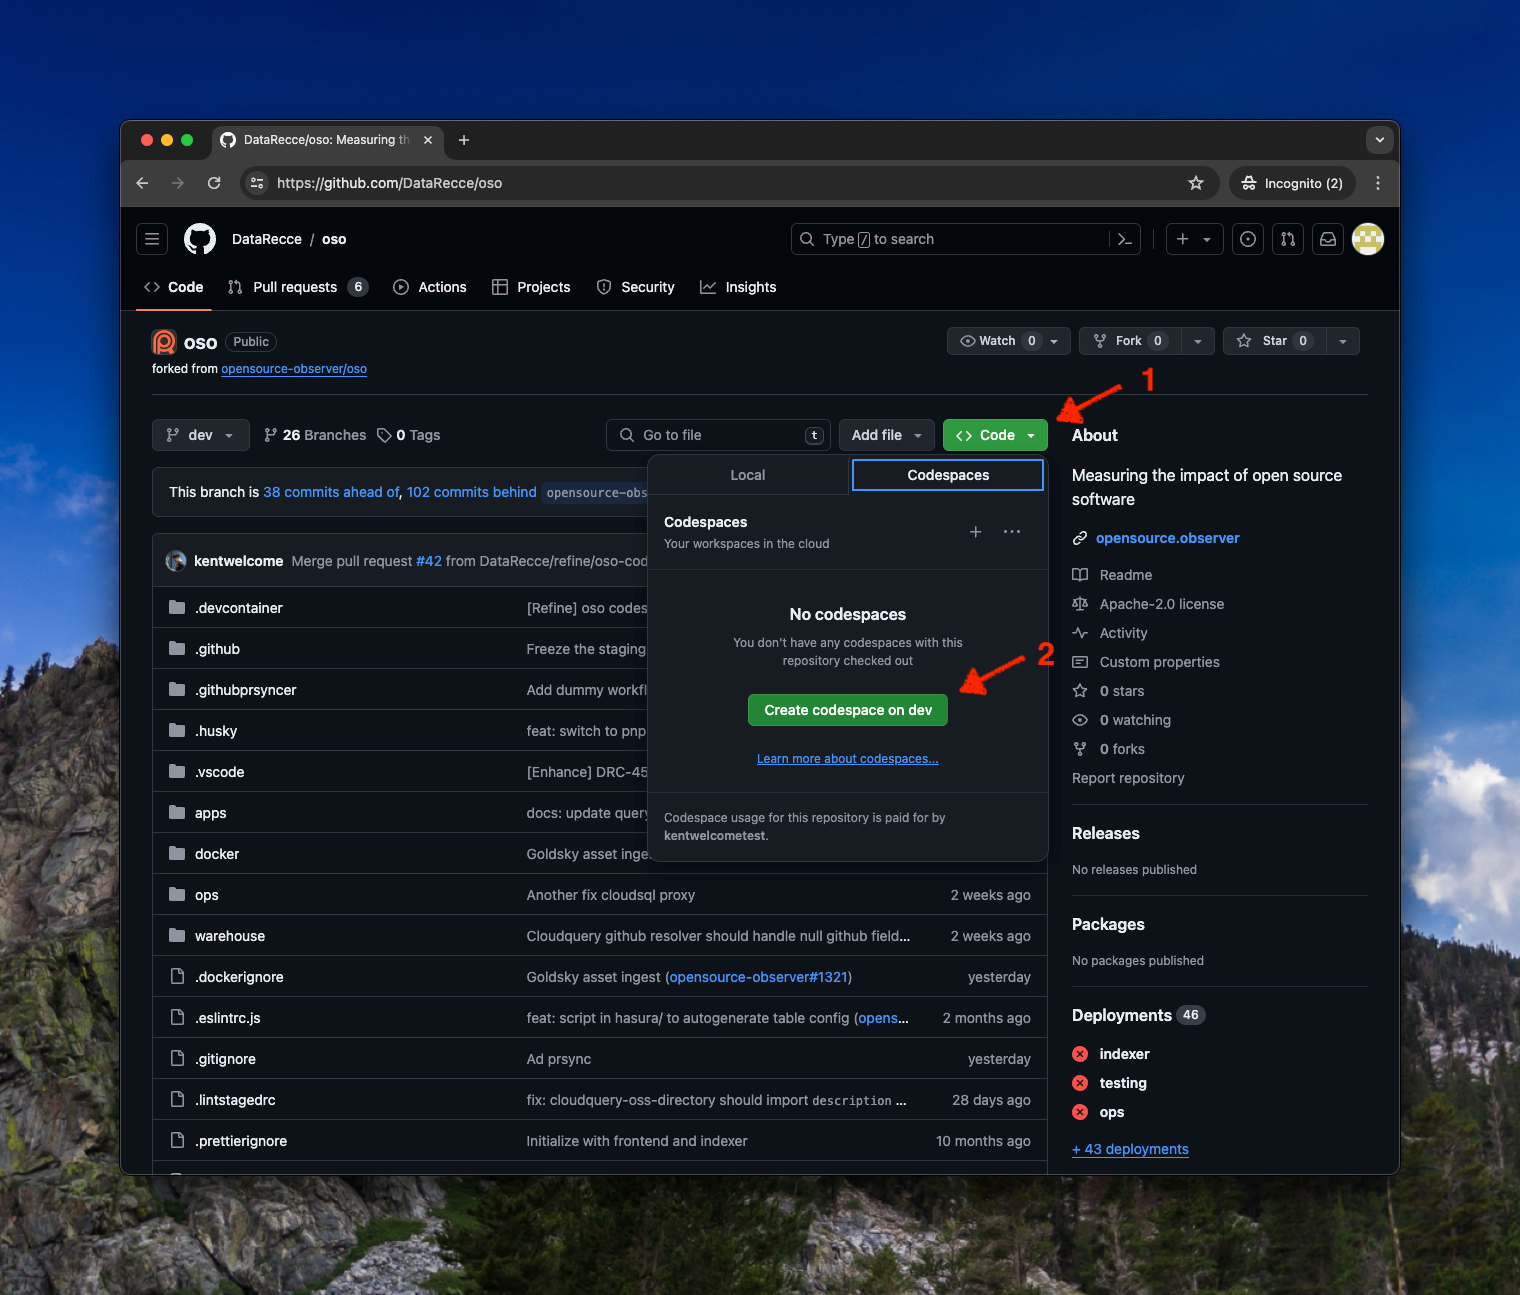 DataRecce/oso: Measuring th
https://github.com/DataRecce/oso
Incognito (2)
DataRecce / oso
Type / to search
Code
Pull requests 6
Actions
Projects
Security
Insights
oso Public
Watch 0
Fork 0
Star 0
forked from opensource-observer/oso
1
dev
26 Branches
0 Tags
Go to file t
Add file
Code
Local
Codespaces
This branch is 38 commits ahead of, 102 commits behind opensource-obs
Codespaces
Your workspaces in the cloud
No codespaces
You don't have any codespaces with this
repository checked out
2
Create codespace on dev
Learn more about codespaces...
Codespace usage for this repository is paid for by
kentwelcometest.
kentwelcome Merge pull request #42 from DataRecce/refine/oso-cod
.devcontainer [Refine] oso codes
.github Freeze the staging
.githubprsyncer Add dummy workfl
.husky feat: switch to pnp
.vscode [Enhance] DRC-45
apps docs: update query
docker Goldsky asset inge
ops Another fix cloudsql proxy 2 weeks ago
warehouse Cloudquery github resolver should handle null github field... 2 weeks ago
.dockerignore Goldsky asset ingest (opensource-observer#1321) yesterday
.eslintrc.js feat: script in hasura/ to autogenerate table config (opens... 2 months ago
.gitignore Ad prsync yesterday
.lintstagedrc fix: cloudquery-oss-directory should import description ... 28 days ago
.prettierignore Initialize with frontend and indexer 10 months ago
About
Measuring the impact of open source
software
opensource.observer
Readme
Apache-2.0 license
Activity
Custom properties
0 stars
0 watching
0 forks
Report repository
Releases
No releases published
Packages
No packages published
Deployments 46
indexer
testing
ops
+ 43 deployments